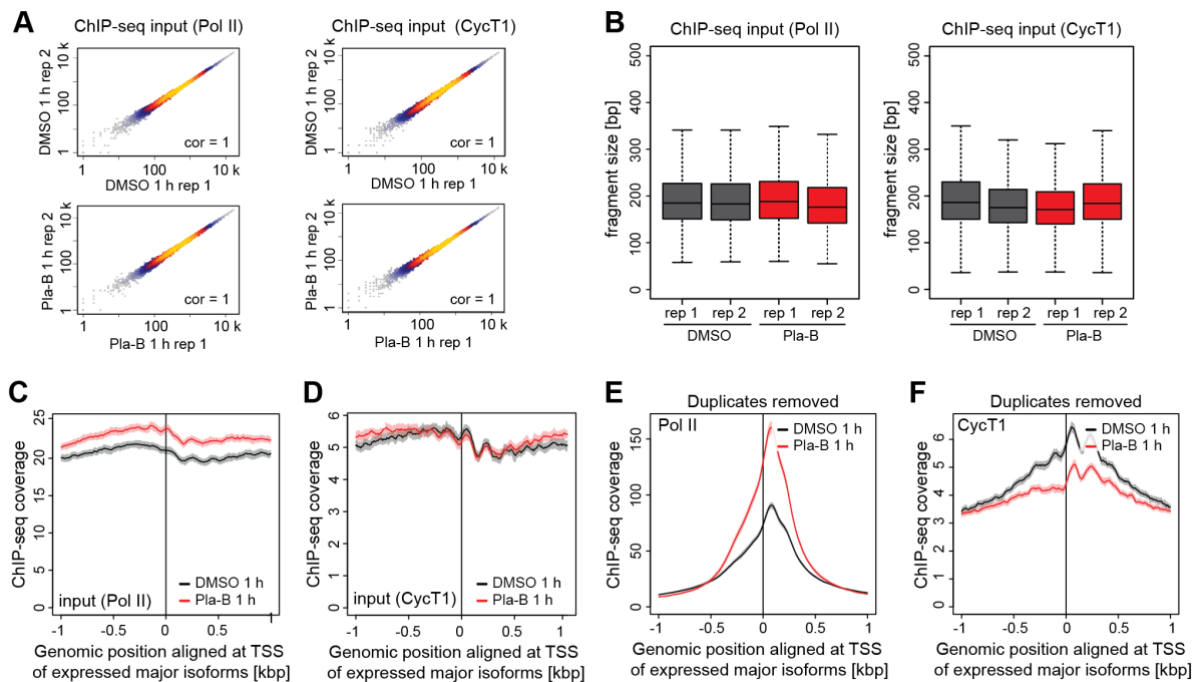 A
ChIP-seq input (Pol II)
DMSO 1 h rep 2
1
100
10 k
cor = 1
1
100
10 k
DMSO 1 h rep 1
ChIP-seq input (CycT1)
DMSO 1 h rep 2
1
100
10 k
cor = 1
1
100
10 k
DMSO 1 h rep 1
Pla-B 1 h rep 2
1
100
10 k
cor = 1
1
100
10 k
Pla-B 1 h rep 1
Pla-B 1 h rep 2
1
100
10 k
cor = 1
1
100
10 k
Pla-B 1 h rep 1
B
ChIP-seq input (Pol II)
fragment size [bp]
0
100
200
300
400
500
rep 1 rep 2 rep 1 rep 2
DMSO Pla-B
ChIP-seq input (CycT1)
fragment size [bp]
0
100
200
300
400
500
rep 1 rep 2 rep 1 rep 2
DMSO Pla-B
C
ChIP-seq coverage
25
20
15
10
5
0
DMSO 1 h
Pla-B 1 h
input (Pol II)
-1 -0.5 0 0.5 1
Genomic position aligned at TSS
of expressed major isoforms [kbp]
D
ChIP-seq coverage
6
5
4
3
2
1
0
DMSO 1 h
Pla-B 1 h
input (CycT1)
-1 -0.5 0 0.5 1
Genomic position aligned at TSS
of expressed major isoforms [kbp]
E
Duplicates removed
Pol II
DMSO 1 h
Pla-B 1 h
ChIP-seq coverage
150
100
50
0
-1 -0.5 0 0.5 1
Genomic position aligned at TSS
of expressed major isoforms [kbp]
F
Duplicates removed
CycT1
DMSO 1 h
Pla-B 1 h
ChIP-seq coverage
6
5
4
3
2
1
0
-1 -0.5 0 0.5 1
Genomic position aligned at TSS
of expressed major isoforms [kbp]